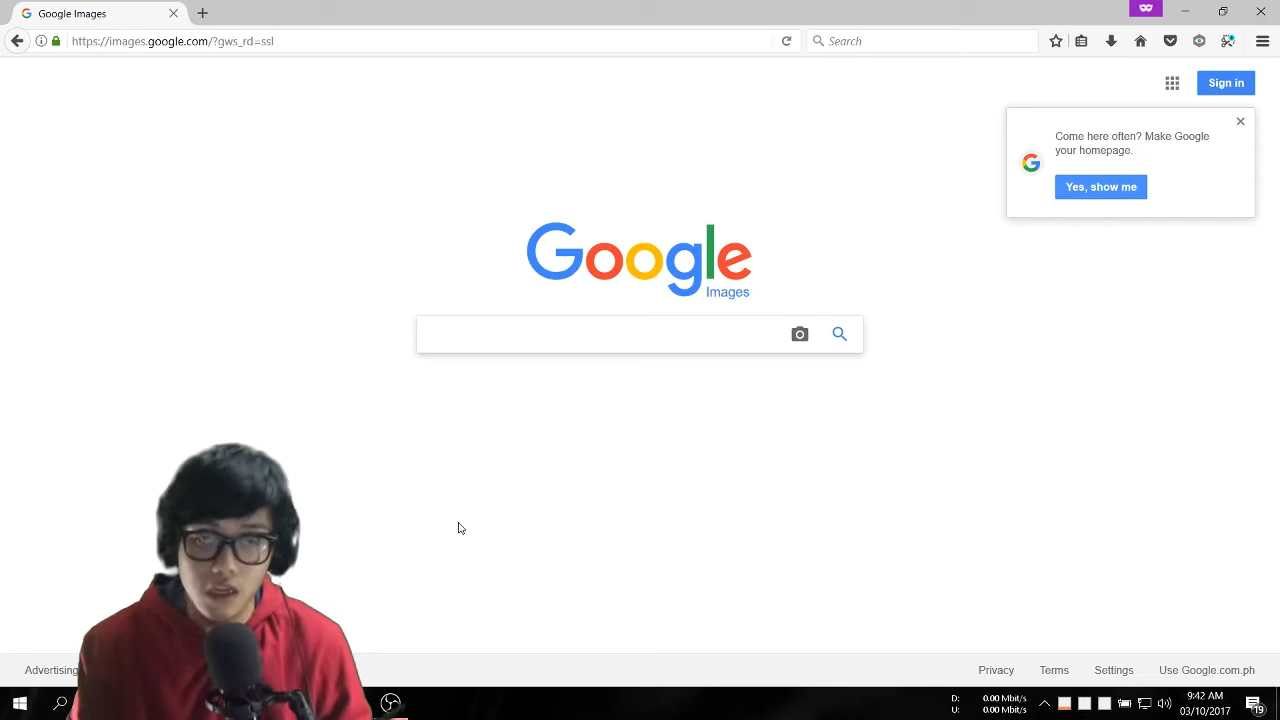 Google Images
https://images.google.com/?gws_rd=ssl
Search
Sign in
Come here often? Make Google
your homepage.
Yes, show me
Google
Images
Advertising
Privacy
Terms
Settings
Use Google.com.ph
D: 0.00 Mbit/s
U: 0.00 Mbit/s
9:42 AM
03/10/2017
19